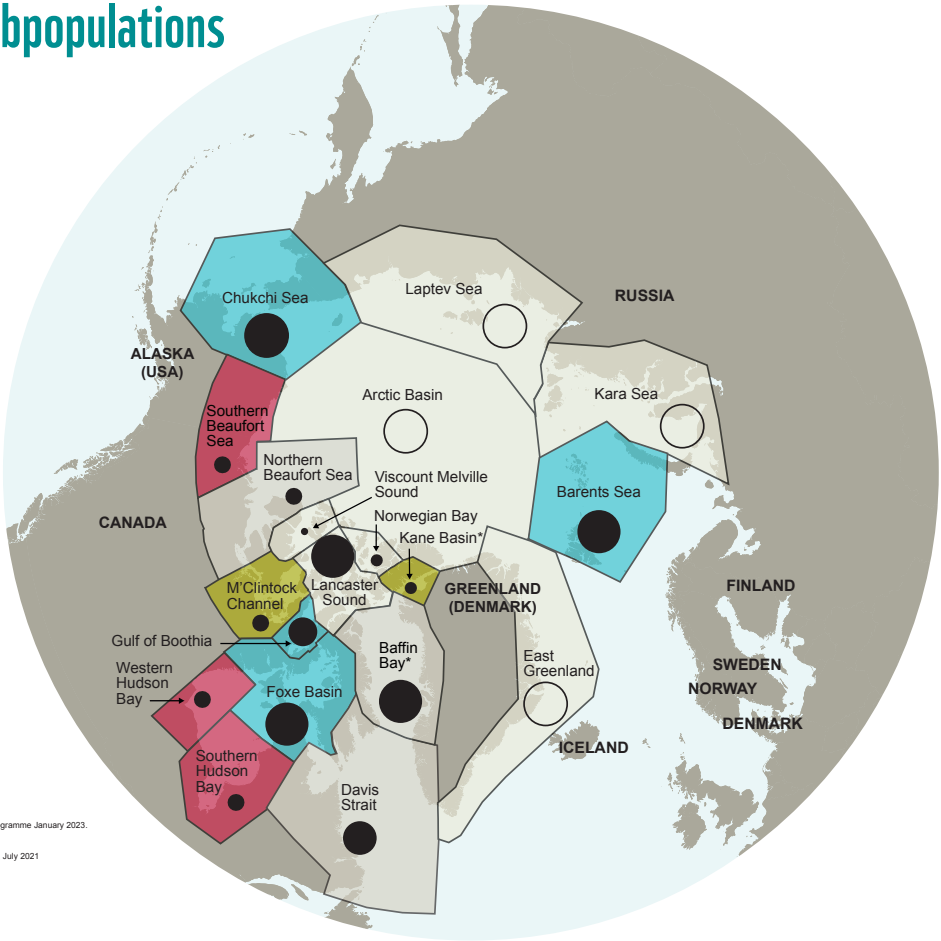 bpopulations
Chukchi Sea
Laptev Sea
RUSSIA
ALASKA
(USA)
Arctic Basin
Kara Sea
Southern
Beaufort
Sea
Northern
Beaufort Sea
Viscount Melville
Sound
Barents Sea
Norwegian Bay
CANADA
Kane Basin*
M'Clintock
Channel
Lancaster
Sound
GREENLAND
(DENMARK)
FINLAND
Gulf of Boothia
Baffin
Bay*
East
Greenland
Western
Hudson
Bay
Foxe Basin
SWEDEN
NORWAY
DENMARK
ICELAND
Southern
Hudson
Bay
Davis
Strait
gramme January 2023.
July 2021